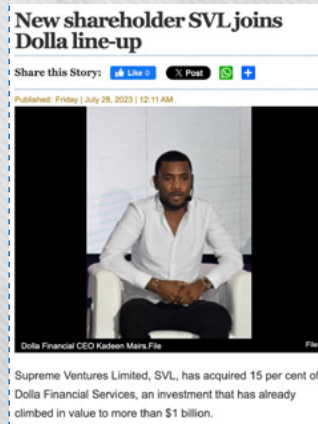 New shareholder SVL joins
Dolla line-up
Share this Story: Like 0 X Post
Published: Friday | July 28, 2023 | 12:11 AM
Dolla Financial CEO Kadeen Mairs.File File
Supreme Ventures Limited, SVL, has acquired 15 per cent of
Dolla Financial Services, an investment that has already
climbed in value to more than $1 billion.